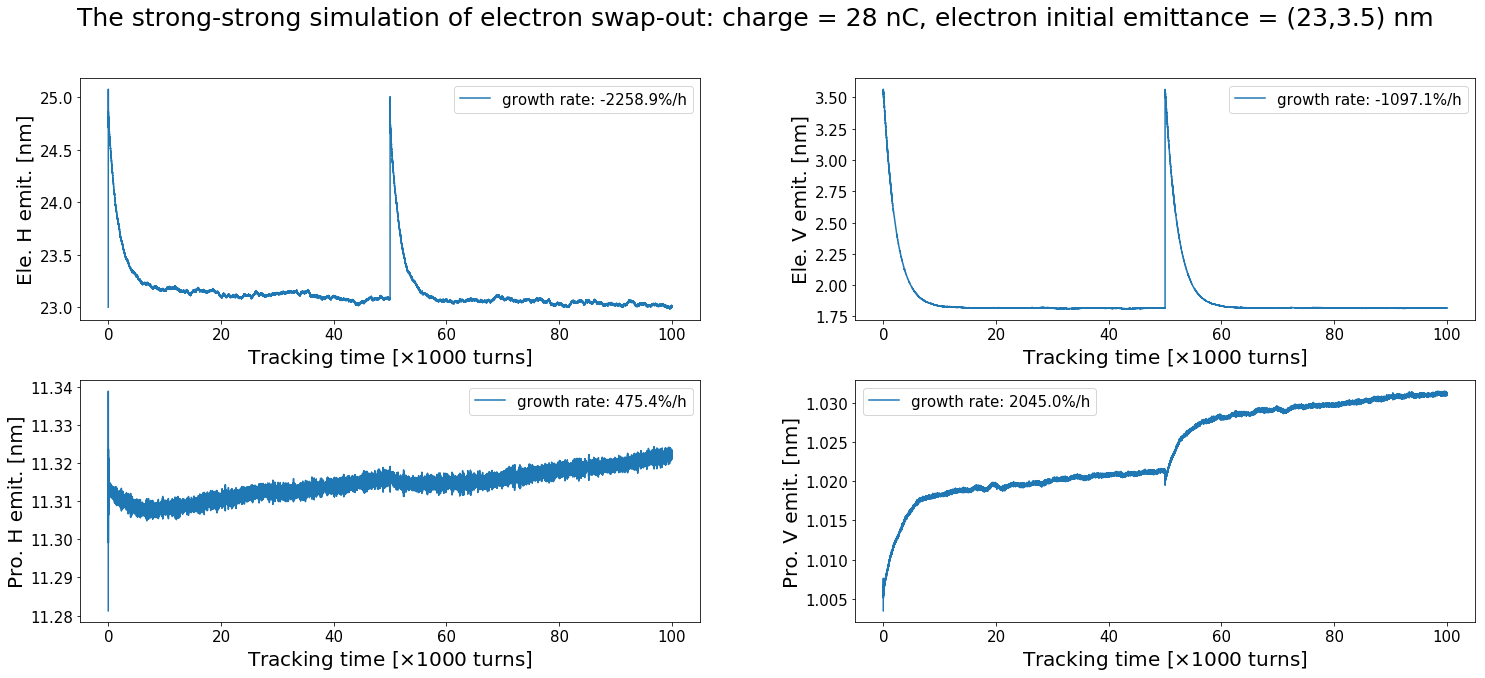 The strong-strong simulation of electron swap-out: charge = 28 nC, electron initial emittance = (23,3.5) nm
growth rate: -2258.9%/h
Ele. H emit. [nm]
25.0
24.5
24.0
23.5
23.0
0 20 40 60 80 100
Tracking time [×1000 turns]
growth rate: -1097.1%/h
Ele. V emit. [nm]
3.50
3.25
3.00
2.75
2.50
2.25
2.00
1.75
0 20 40 60 80 100
Tracking time [×1000 turns]
growth rate: 475.4%/h
Pro. H emit. [nm]
11.34
11.33
11.32
11.31
11.30
11.29
11.28
0 20 40 60 80 100
Tracking time [×1000 turns]
growth rate: 2045.0%/h
Pro. V emit. [nm]
1.030
1.025
1.020
1.015
1.010
1.005
0 20 40 60 80 100
Tracking time [×1000 turns]